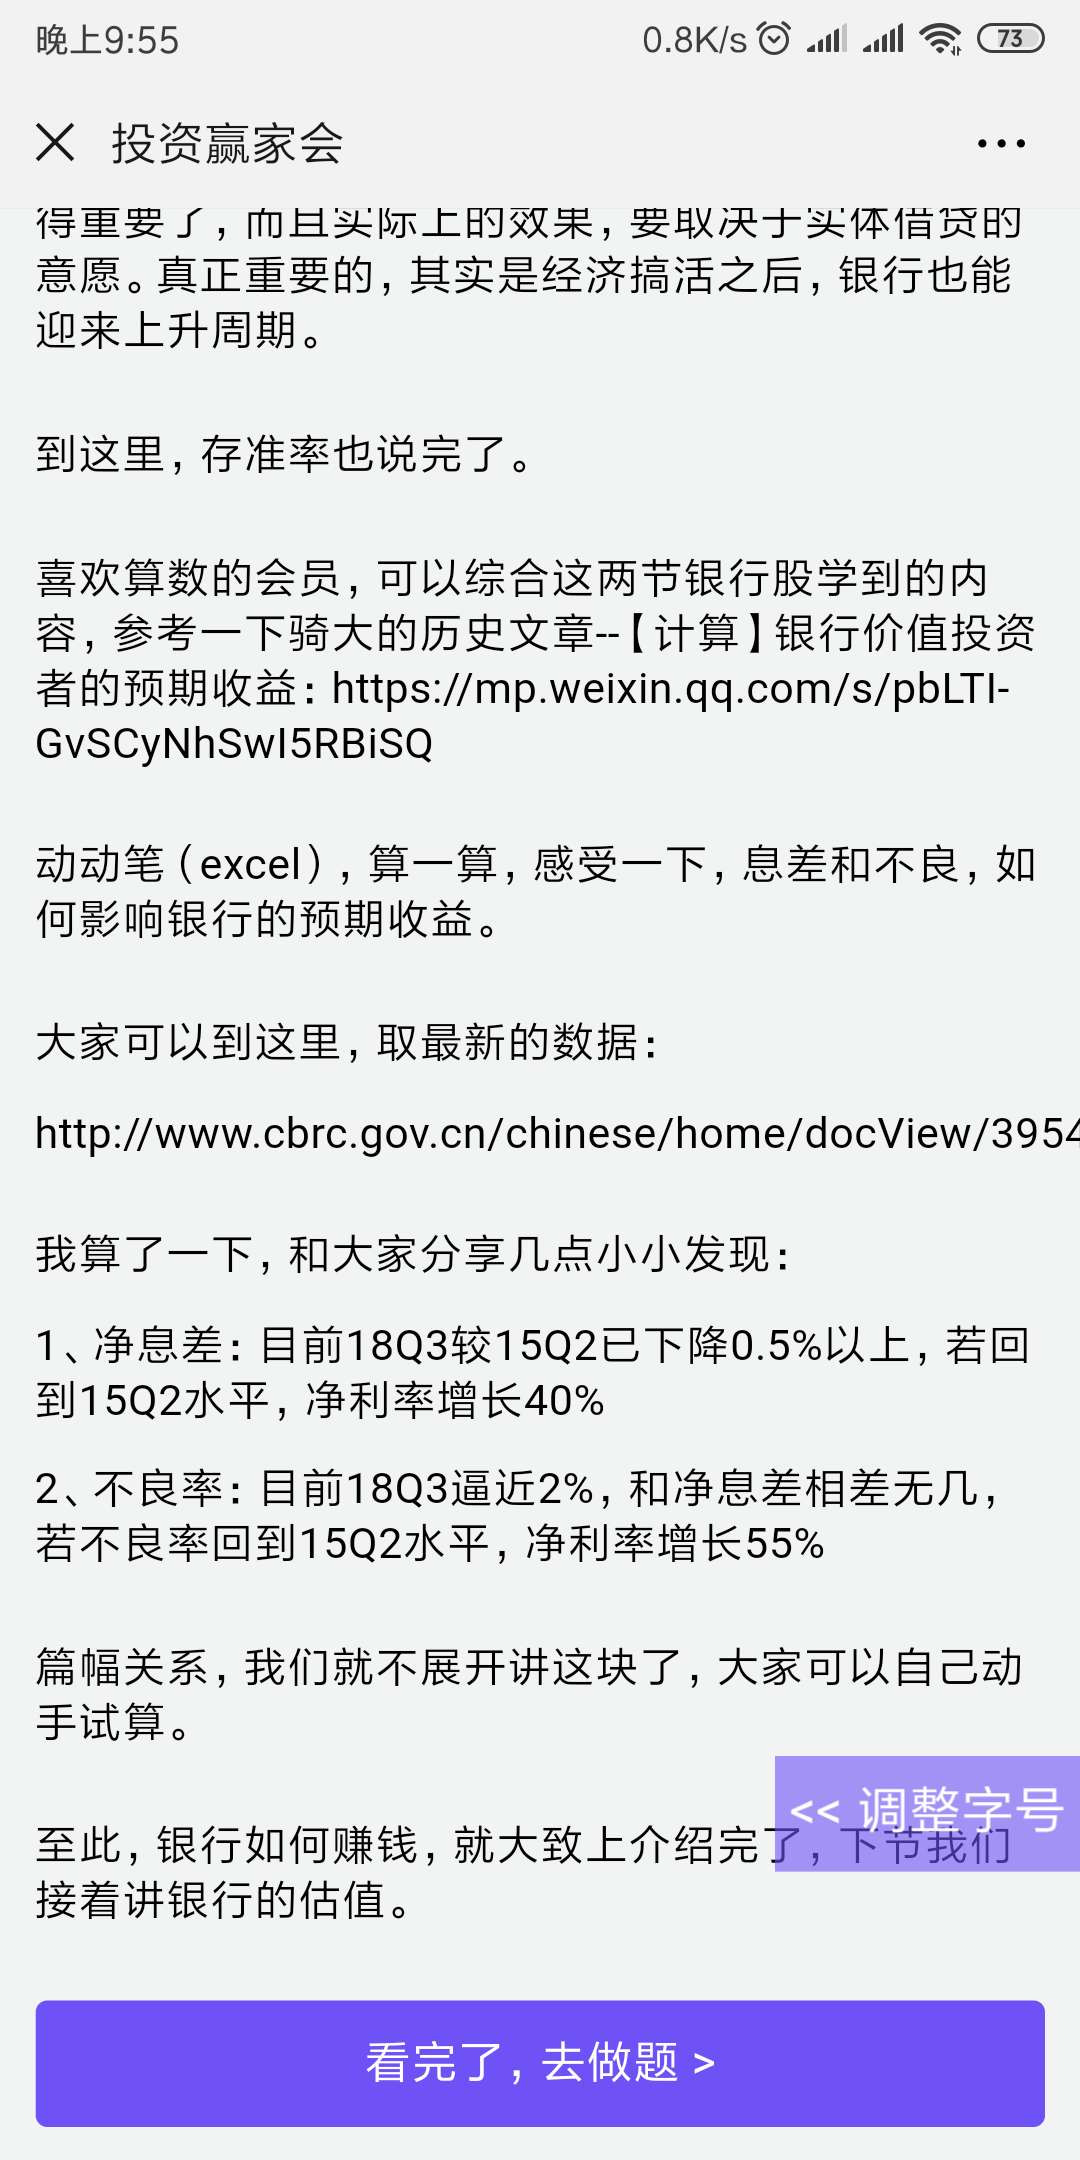 晚上9:55
0.8K/s
73
投资赢家会
得重要了，而且实际上的效果，要取决于实体借贷的
意愿。真正重要的，其实是经济搞活之后，银行也能
迎来上升周期。
到这里，存准率也说完了。
喜欢算数的会员，可以综合这两节银行股学到的内
容，参考一下骑大的历史文章--【计算】银行价值投资
者的预期收益：https://mp.weixin.qq.com/s/pbLTI-
GvSCyNhSwI5RBiSQ
动动笔（excel），算一算，感受一下，息差和不良，如
何影响银行的预期收益。
大家可以到这里，取最新的数据：
http://www.cbrc.gov.cn/chinese/home/docView/3954
我算了一下，和大家分享几点小小发现：
1、净息差：目前18Q3较15Q2已下降0.5%以上，若回
到15Q2水平，净利率增长40%
2、不良率：目前18Q3逼近2%，和净息差相差无几，
若不良率回到15Q2水平，净利率增长55%
篇幅关系，我们就不展开讲这块了，大家可以自己动
手试算。
<< 调整字号
至此，银行如何赚钱，就大致上介绍完了，下节我们
接着讲银行的估值。
看完了，去做题 >